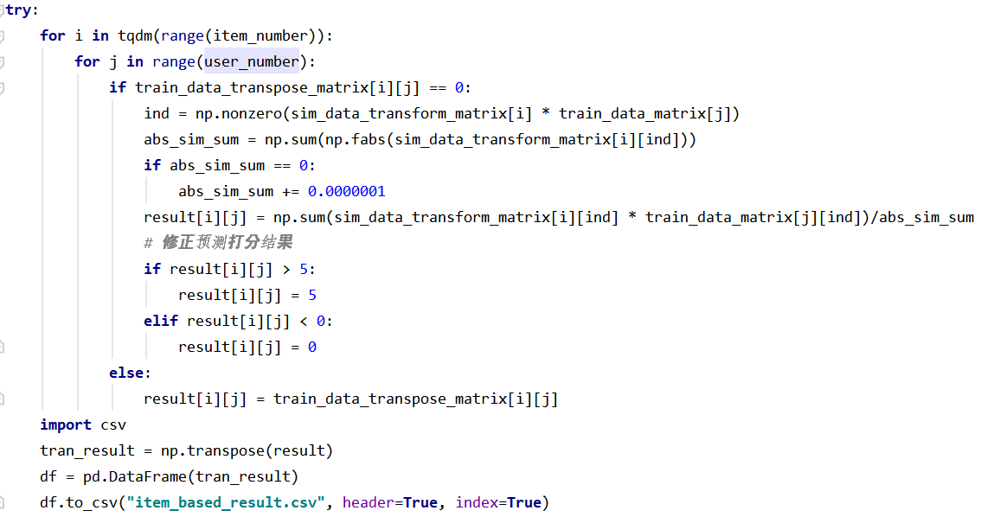 try:
    for i in tqdm(range(item_number)):
        for j in range(user_number):
            if train_data_transpose_matrix[i][j] == 0:
                ind = np.nonzero(sim_data_transform_matrix[i] * train_data_matrix[j])
                abs_sim_sum = np.sum(np.fabs(sim_data_transform_matrix[i][ind]))
                if abs_sim_sum == 0:
                    abs_sim_sum += 0.0000001
                result[i][j] = np.sum(sim_data_transform_matrix[i][ind] * train_data_matrix[j][ind])/abs_sim_sum
                # 修正预测打分结果
                if result[i][j] > 5:
                    result[i][j] = 5
                elif result[i][j] < 0:
                    result[i][j] = 0
            else:
                result[i][j] = train_data_transpose_matrix[i][j]
    import csv
    tran_result = np.transpose(result)
    df = pd.DataFrame(tran_result)
    df.to_csv("item_based_result.csv", header=True, index=True)